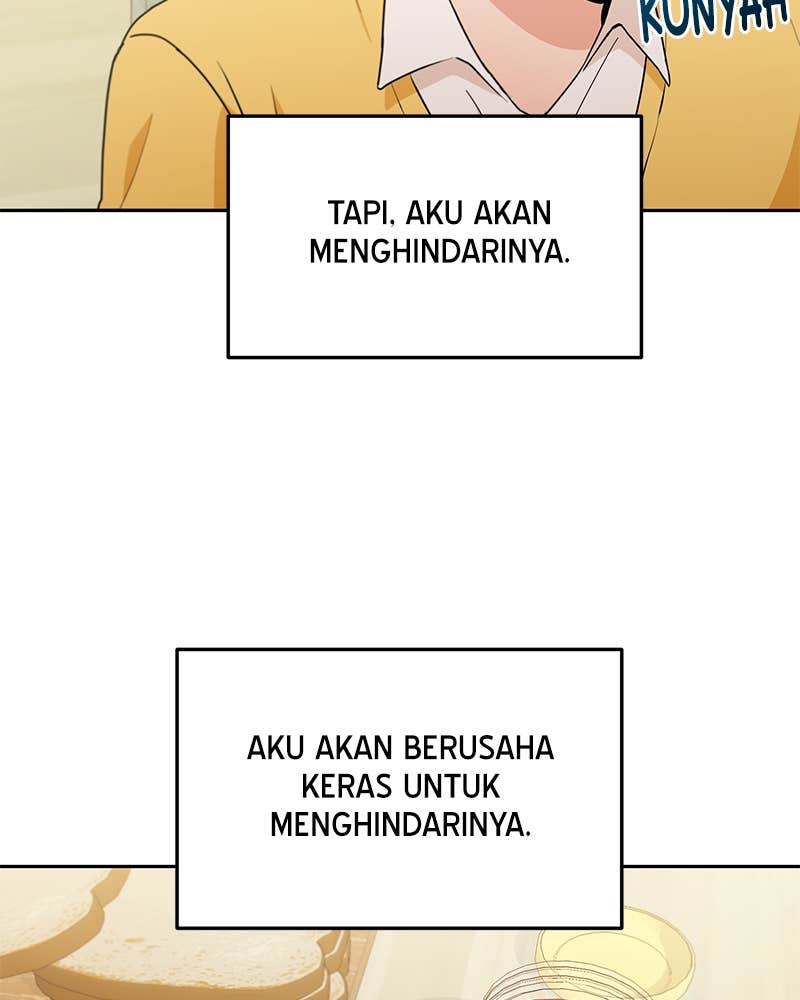 KUNYAH
TAPI, AKU AKAN
MENGHINDARINYA.
AKU AKAN BERUSAHA
KERAS UNTUK
MENGHINDARINYA.